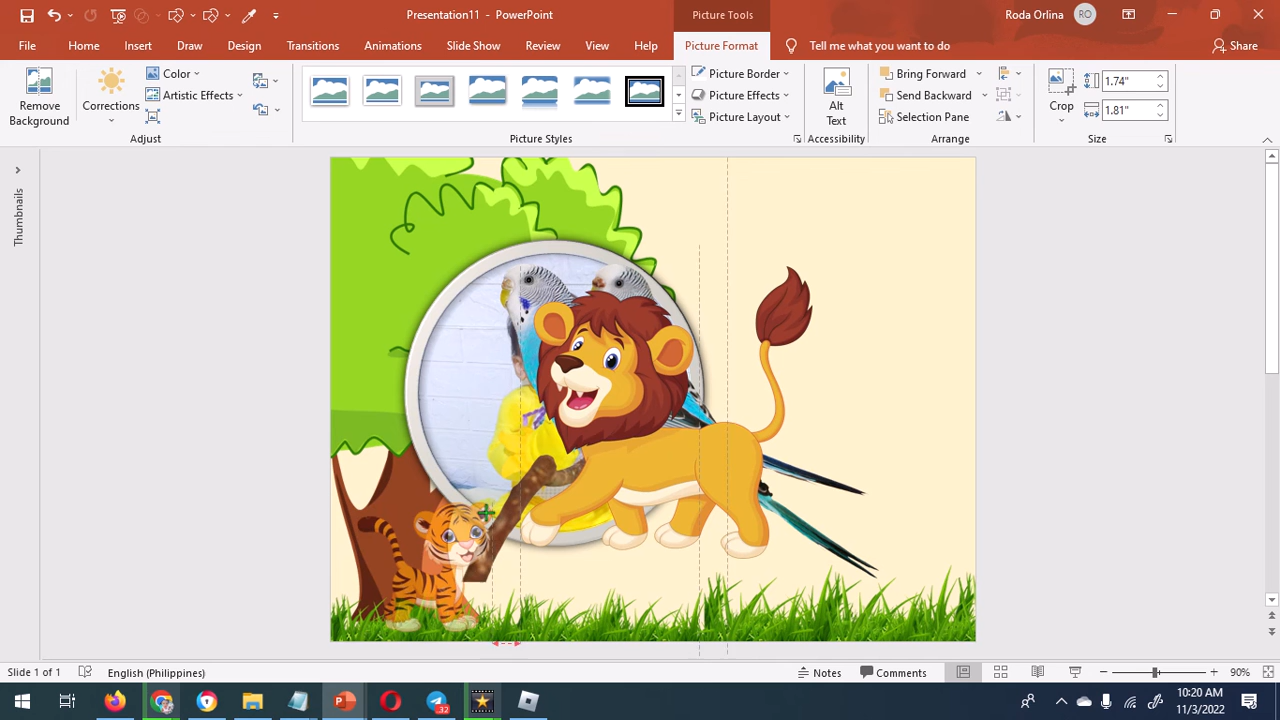 Presentation11 - PowerPoint
Picture Tools
Roda Orlina
RO
File
Home
Insert
Draw
Design
Transitions
Animations
Slide Show
Review
View
Help
Picture Format
Tell me what you want to do
Share
Remove Background
Corrections
Color
Artistic Effects
Adjust
Picture Styles
Picture Border
Picture Effects
Picture Layout
Alt Text
Accessibility
Bring Forward
Send Backward
Selection Pane
Arrange
Crop
1.74"
1.81"
Size
Thumbnails
Slide 1 of 1
English (Philippines)
Notes
Comments
90%
32
10:20 AM
11/3/2022